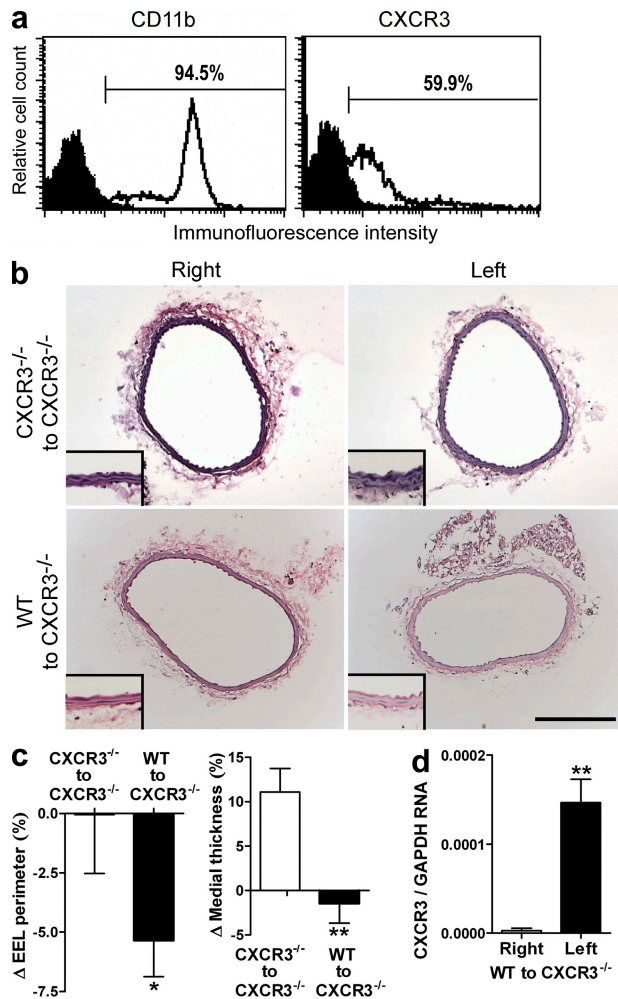 a
CD11b
CXCR3
Relative cell count
94.5%
59.9%
Immunofluorescence intensity
b
Right
Left
CXCR3-/-
to CXCR3-/-
WT
to CXCR3-/-
c
CXCR3-/-
to
CXCR3-/-
WT
to
CXCR3-/-
Δ EEL perimeter (%)
0.0
-2.5
-5.0
-7.5
*
Δ Medial thickness (%)
15
10
5
0
-5
**
CXCR3-/-
to
CXCR3-/-
WT
to
CXCR3-/-
d
CXCR3 / GAPDH RNA
0.0002
0.0001
0.0000
**
Right
Left
WT to CXCR3-/-